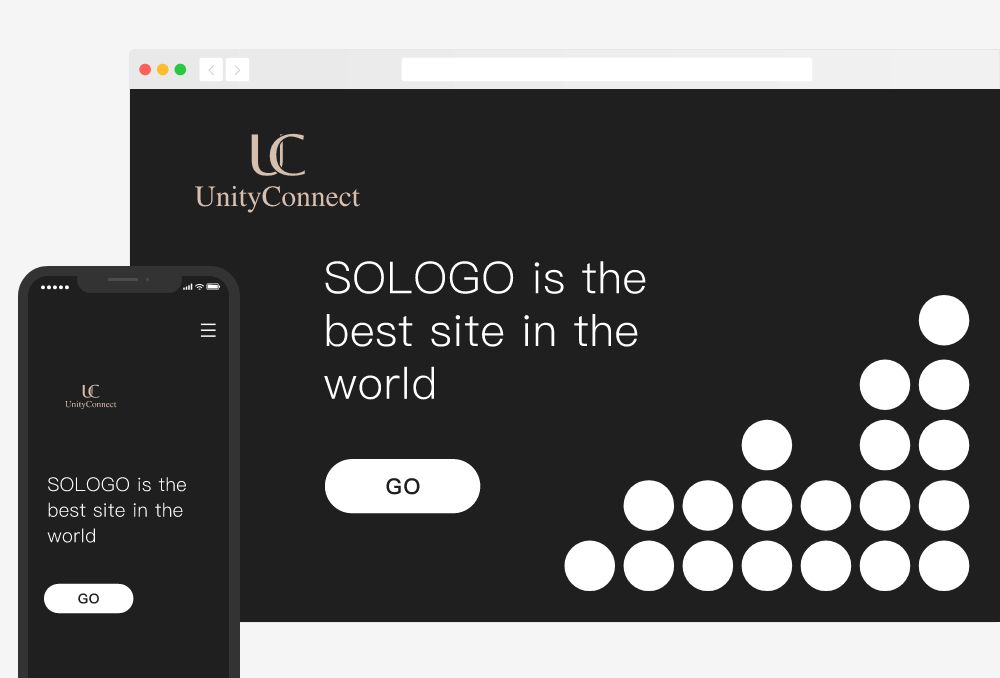 UC
UnityConnect
SOLOGO is the
best site in the
world
GO
UC
UnityConnect
SOLOGO is the
best site in the
world
GO